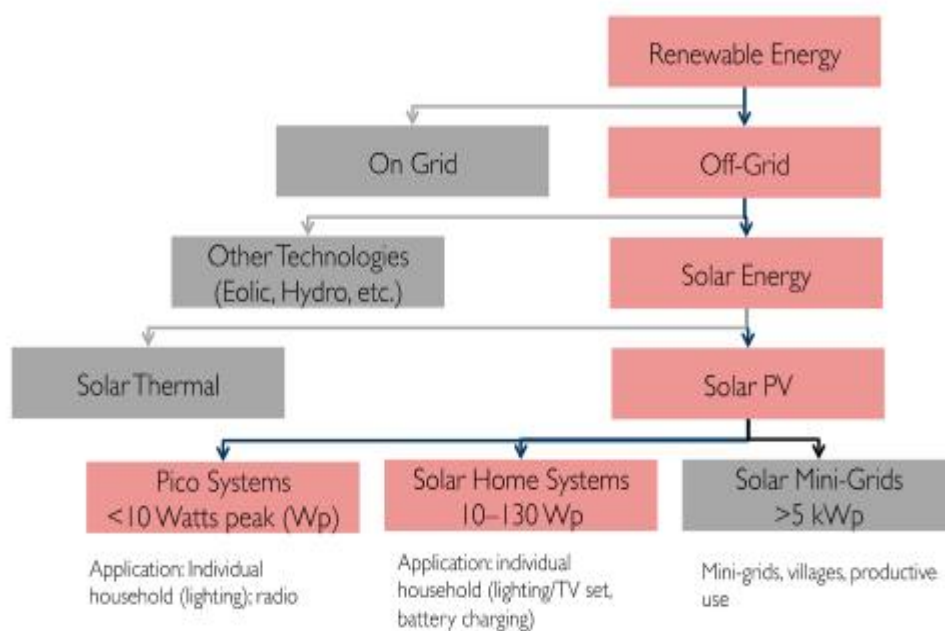 Renewable Energy
On Grid
Off-Grid
Other Technologies
(Eolic, Hydro, etc.)
Solar Energy
Solar Thermal
Solar PV
Pico Systems
<10 Watts peak (Wp)
Application: Individual
household (lighting); radio
Solar Home Systems
10–130 Wp
Application: individual
household (lighting/TV set,
battery charging)
Solar Mini-Grids
>5 kWp
Mini-grids, villages, productive
use